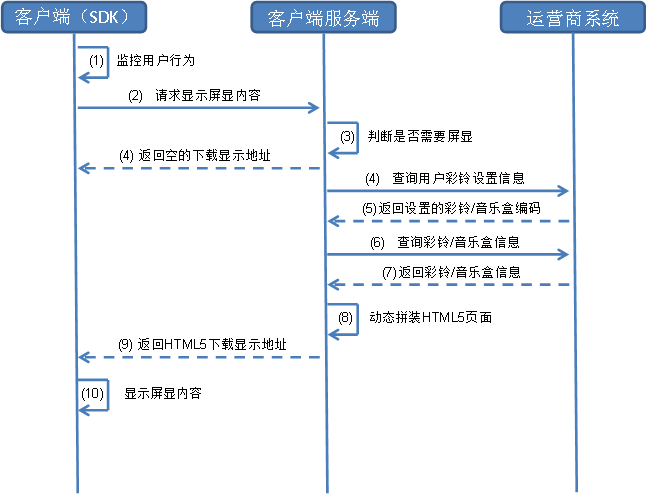 客户端（SDK）
客户端服务端
运营商系统
(1) 监控用户行为
(2) 请求显示屏显内容
(3) 判断是否需要屏显
(4) 返回空的下载显示地址
(4) 查询用户彩铃设置信息
(5)返回设置的彩铃/音乐盒编码
(6) 查询彩铃/音乐盒信息
(7)返回彩铃/音乐盒信息
(8) 动态拼装HTML5页面
(9) 返回HTML5下载显示地址
(10) 显示屏显内容